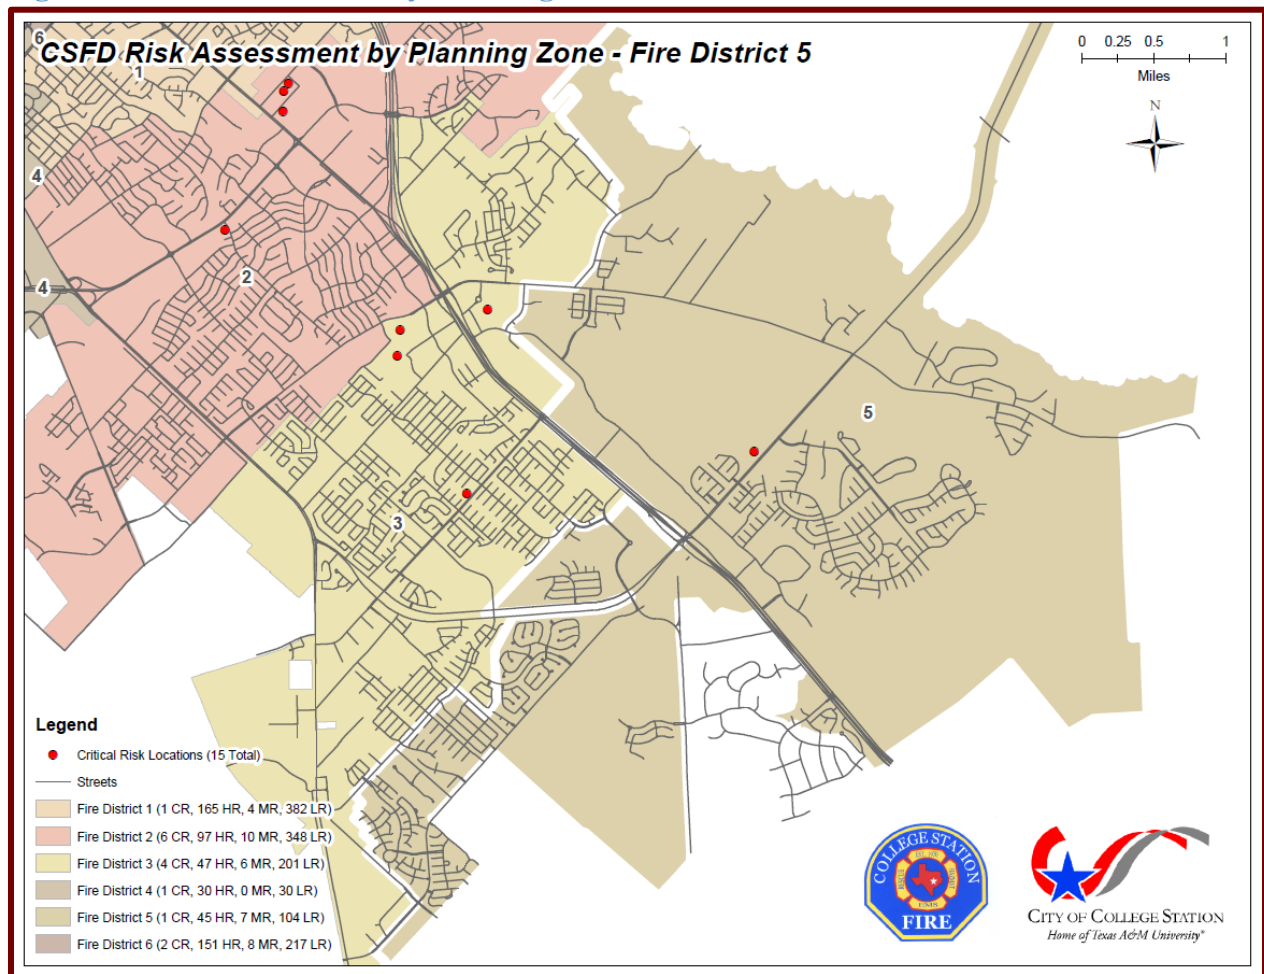 CSFD Risk Assessment by Planning Zone - Fire District 5
0 0.25 0.5 1
Miles
N
6
1
4
2
4
5
3
Legend
Critical Risk Locations (15 Total)
Streets
Fire District 1 (1 CR, 165 HR, 4 MR, 382 LR)
Fire District 2 (6 CR, 97 HR, 10 MR, 348 LR)
Fire District 3 (4 CR, 47 HR, 6 MR, 201 LR)
Fire District 4 (1 CR, 30 HR, 0 MR, 30 LR)
Fire District 5 (1 CR, 45 HR, 7 MR, 104 LR)
Fire District 6 (2 CR, 151 HR, 8 MR, 217 LR)
COLLEGE STATION
EMS
FIRE
CITY OF COLLEGE STATION
Home of Texas A&M University®